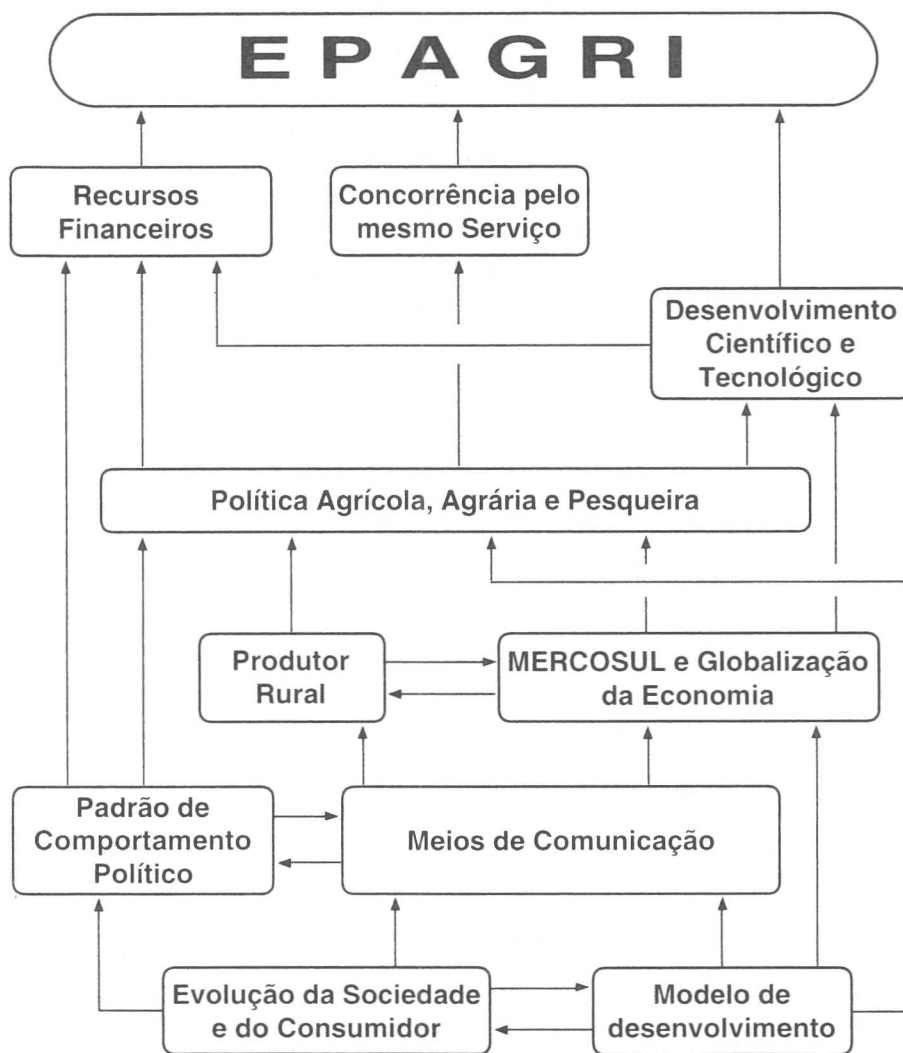 EPAGRI
Recursos
Financeiros
Concorrência pelo
mesmo Serviço
Desenvolvimento
Científico e
Tecnológico
Política Agrícola, Agrária e Pesqueira
Produtor
Rural
MERCOSUL e Globalização
da Economia
Padrão de
Comportamento
Político
Meios de Comunicação
Evolução da Sociedade
e do Consumidor
Modelo de
desenvolvimento